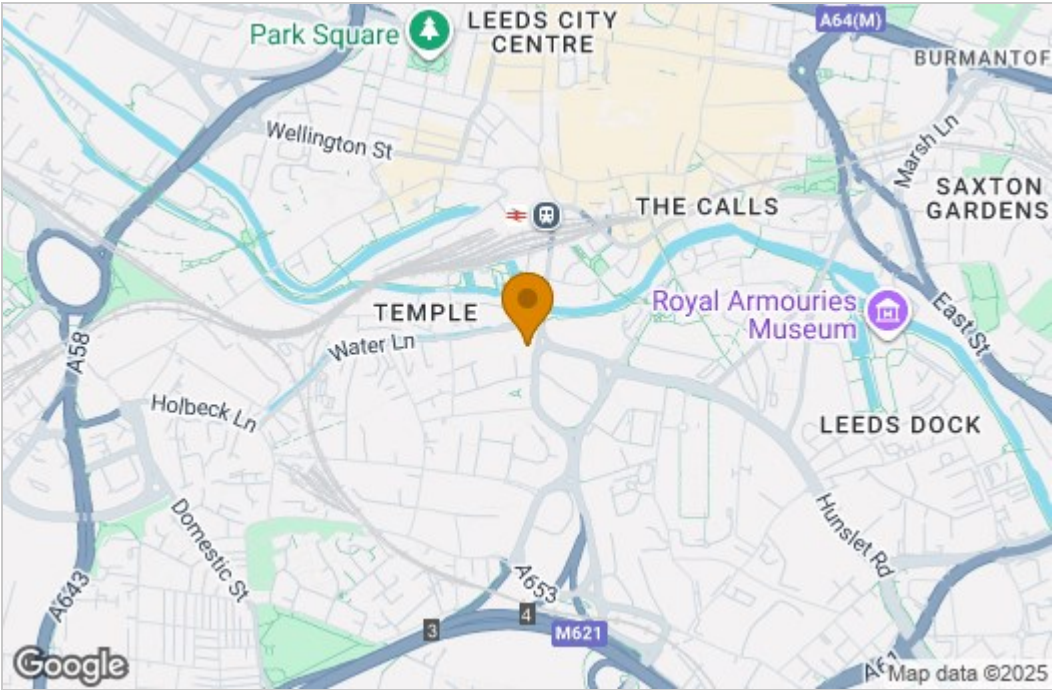 LEEDS CITY
CENTRE
Park Square
A64(M)
BURMANTOF
Wellington St
Marsh Ln
SAXTON
GARDENS
THE CALLS
TEMPLE
Royal Armouries
Museum
East St
Water Ln
A58
Holbeck Ln
LEEDS DOCK
Domestic St
Hunslet Rd
A643
A653
3
4
M621
A61
Google
Map data ©2025